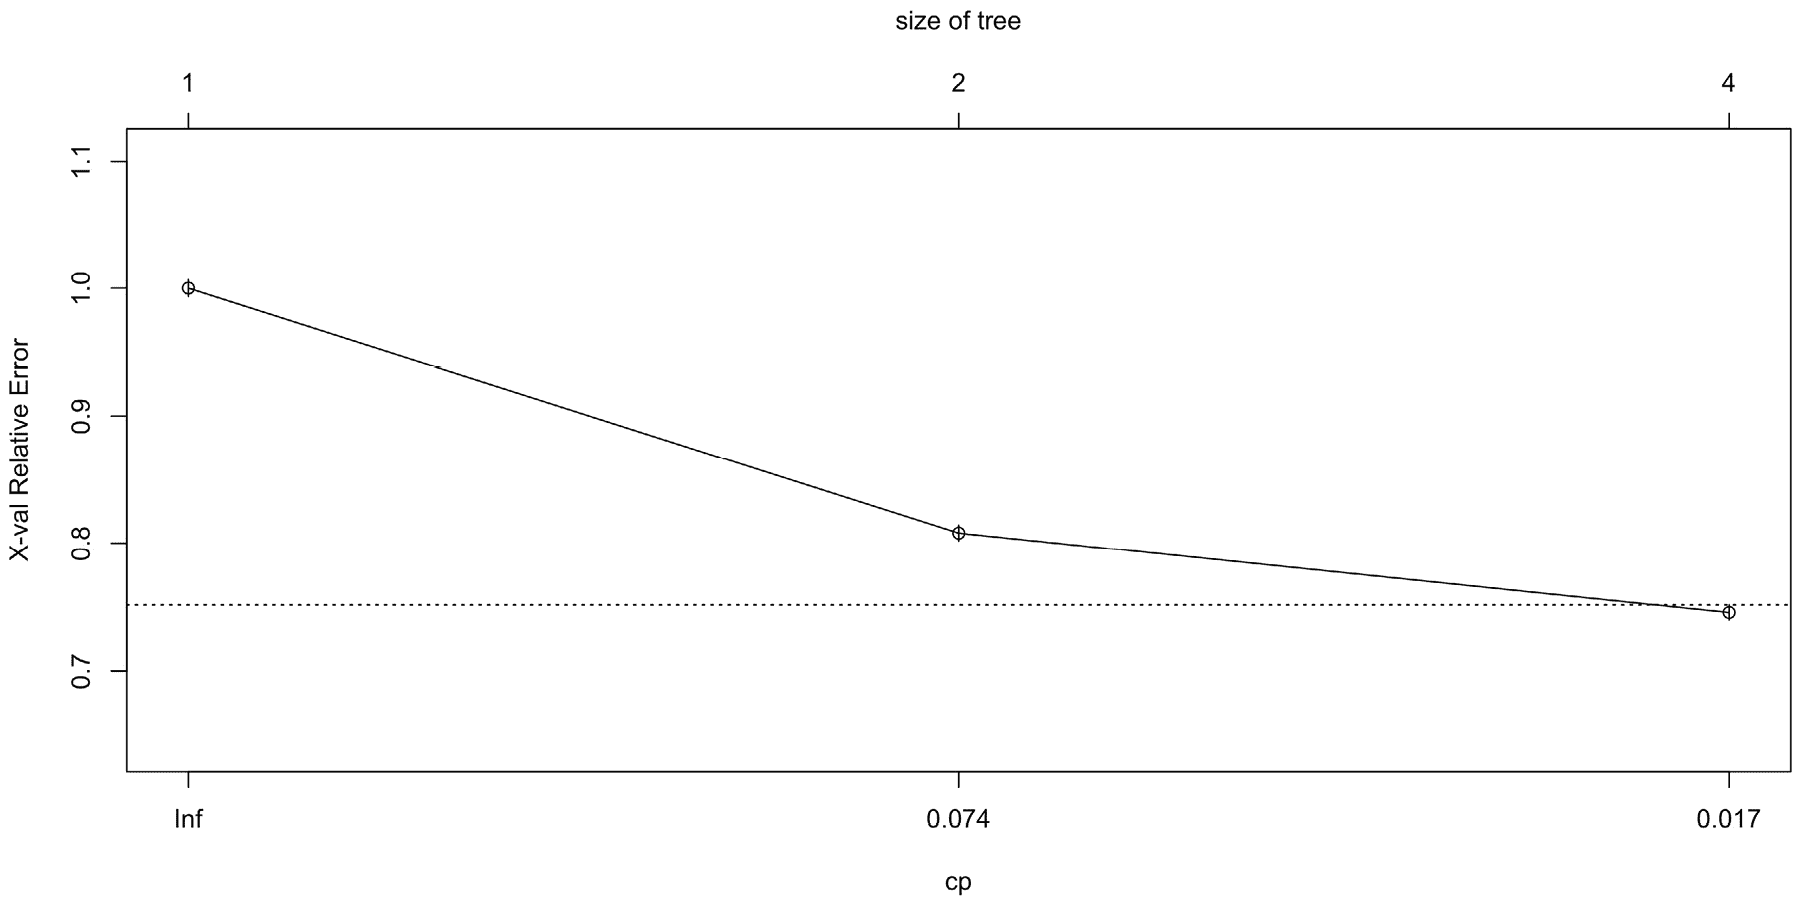 size of tree
1 2 4
1.1
1.0
0.9
0.8
0.7
X-val Relative Error
Inf 0.074 0.017
cp